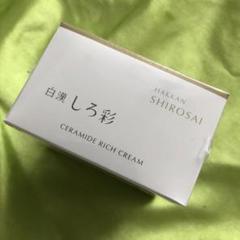 白漢 しろ彩
HAKKAN
SHIROSAI
CERAMIDE RICH CREAM